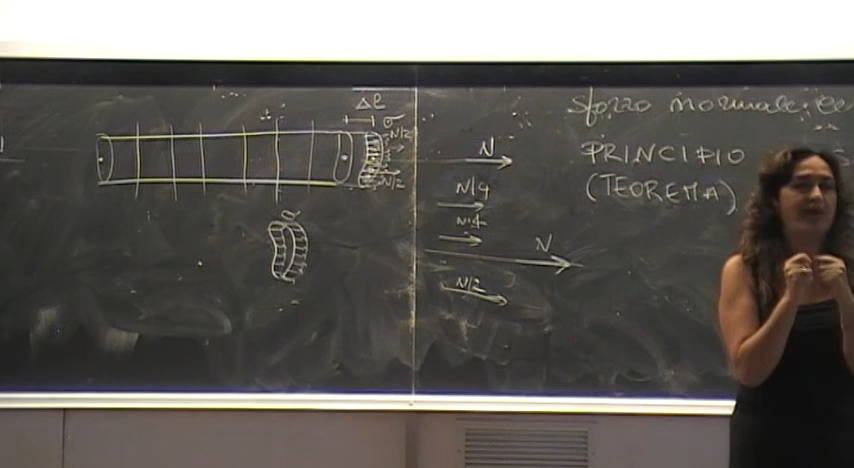 Δl
σ
N/2
N/2
N
N/4
N/4
N
N/2
σ
sforzo normale
PRINCIPIO
(TEOREMA)